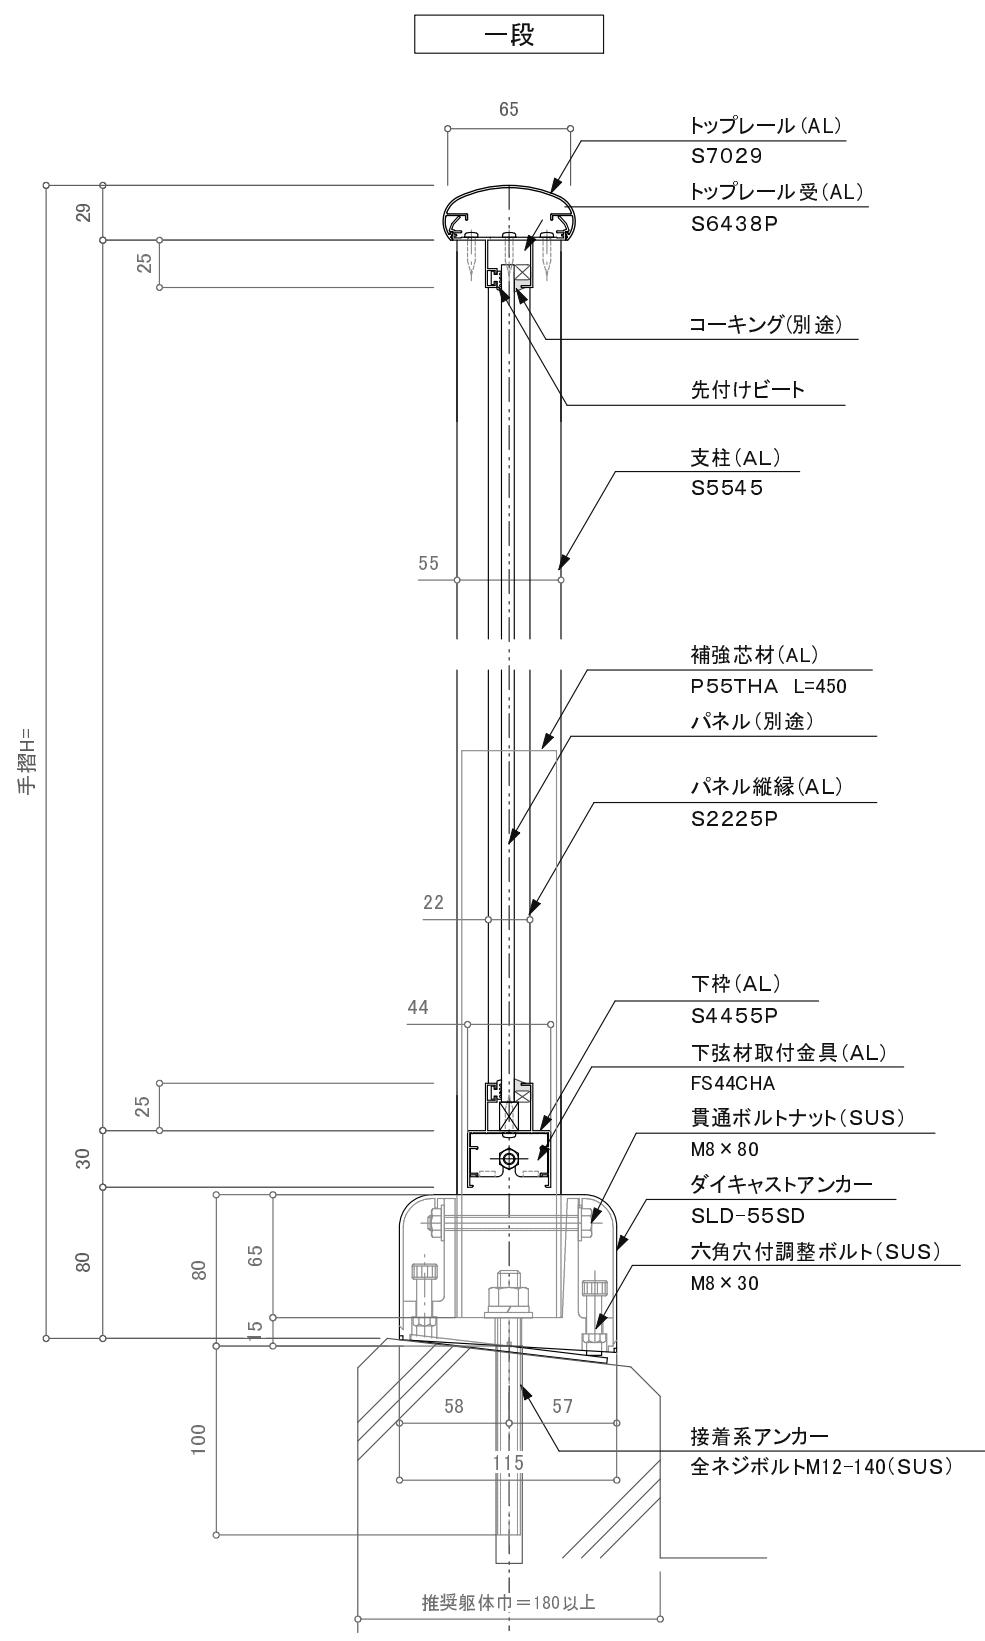 一段
65
トップレール(AL)
S7029
29
トップレール受(AL)
S6438P
25
コーキング(別途)
先付けビート
支柱(AL)
S5545
55
補強芯材(AL)
P55THA L=450
パネル(別途)
手摺H=
パネル縦縁(AL)
S2225P
22
下枠(AL)
S4455P
44
下弦材取付金具(AL)
FS44CHA
25
貫通ボルトナット(SUS)
M8×80
30
ダイキャストアンカー
SLD-55SD
六角穴付調整ボルト(SUS)
M8×30
80
80
65
15
58
57
接着系アンカー
全ネジボルトM12-140(SUS)
100
115
推奨躯体巾=180以上